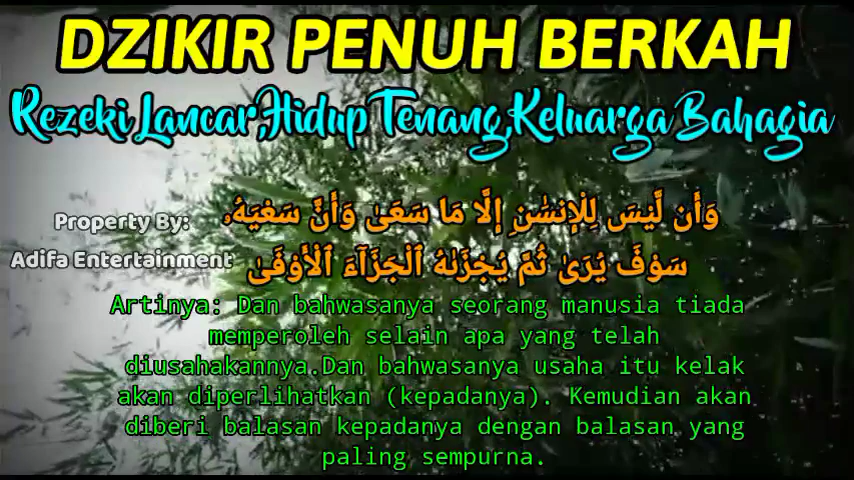 DZIKIR PENUH BERKAH
Rezeki Lancar,Hidup Tenang,Keluarga Bahagia
Property By:
Adifa Entertainment
وَأَن لَّيْسَ لِلْإِنسَٰنِ إِلَّا مَا سَعَىٰ وَأَنَّ سَعْيَهُۥ
سَوْفَ يُرَىٰ ثُمَّ يُجْزَىٰهُ ٱلْجَزَآءَ ٱلْأَوْفَىٰ
Artinya: Dan bahwasanya seorang manusia tiada
memperoleh selain apa yang telah
diusahakannya.Dan bahwasanya usaha itu kelak
akan diperlihatkan (kepadanya). Kemudian akan
diberi balasan kepadanya dengan balasan yang
paling sempurna.